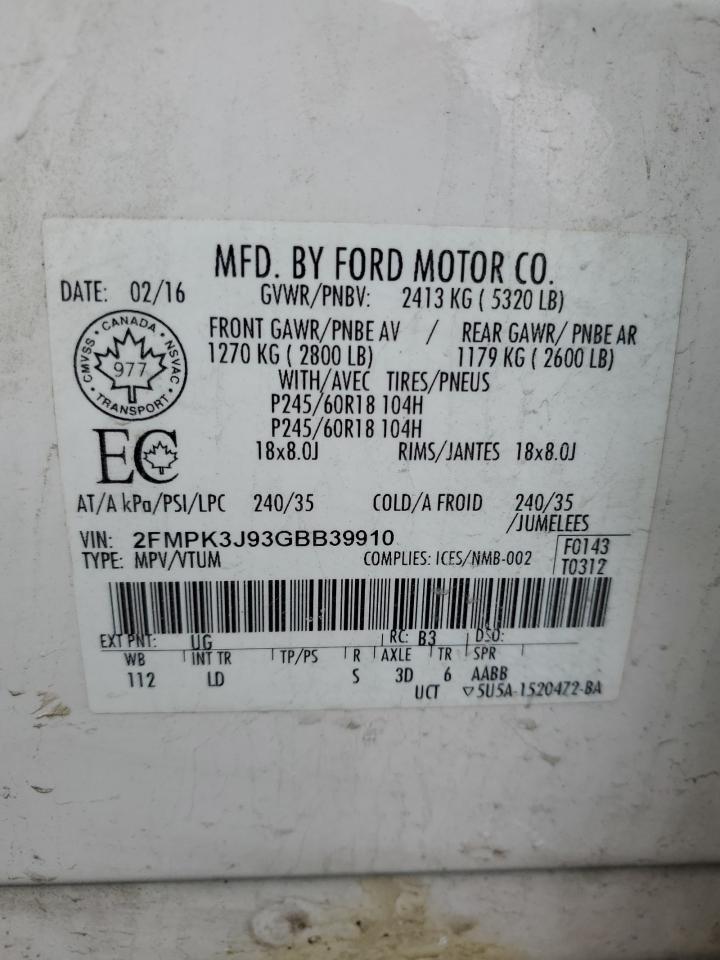 MFD. BY FORD MOTOR CO.
DATE: 02/16 GVWR/PNBV: 2413 KG ( 5320 LB)
FRONT GAWR/PNBE AV / REAR GAWR/ PNBE AR
1270 KG ( 2800 LB) 1179 KG ( 2600 LB)
CANADA
CMVSS NSVAC
977
TRANSPORT
WITH/AVEC TIRES/PNEUS
P245/60R18 104H
P245/60R18 104H
EC
18x8.0J RIMS/JANTES 18x8.0J
AT/A kPa/PSI/LPC 240/35 COLD/A FROID 240/35
/JUMELEES
VIN: 2FMPK3J93GBB39910
TYPE: MPV/VTUM COMPLIES: ICES/NMB-002
F0143
T0312
EXT PNT: UG RC: B3 DSO:
WB INT TR TP/PS R AXLE TR SPR
112 LD S 3D 6 AABB
UCT ▽5U5A-1520472-BA